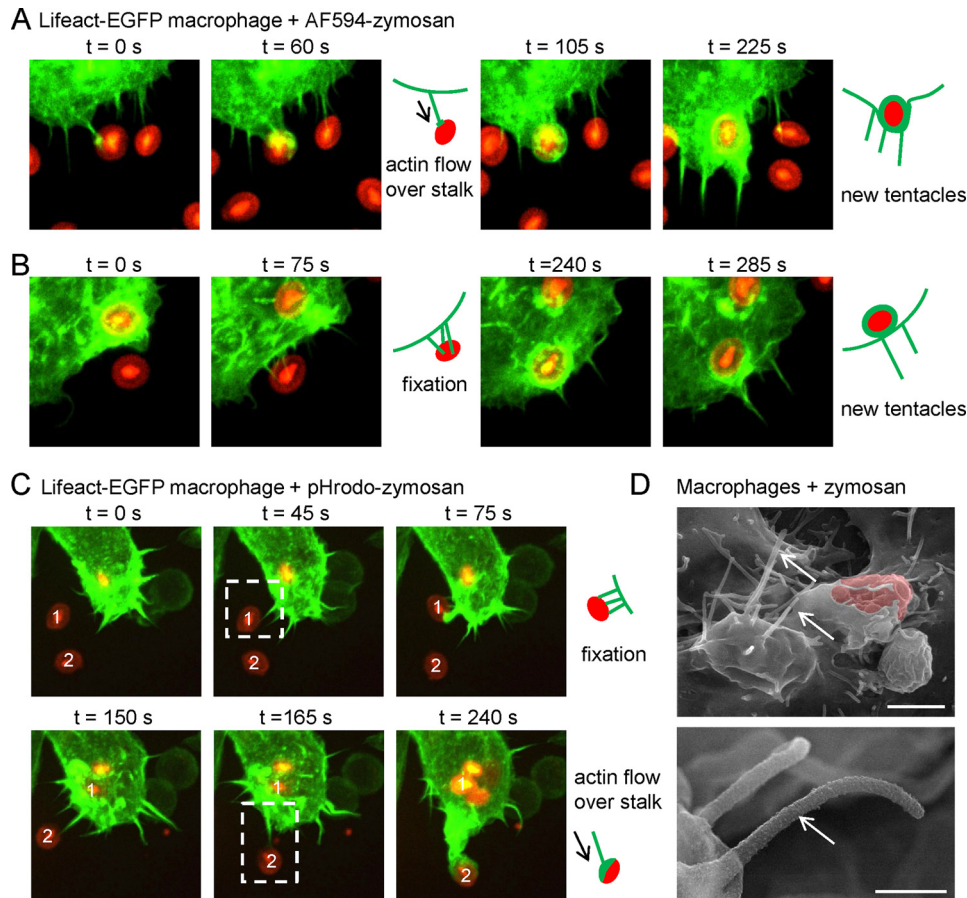 A Lifeact-EGFP macrophage + AF594-zymosan
t = 0 s
t = 60 s
t = 105 s
t = 225 s
actin flow
over stalk
new tentacles
B
t = 0 s
t = 75 s
t =240 s
t = 285 s
fixation
new tentacles
C Lifeact-EGFP macrophage + pHrodo-zymosan
t = 0 s
t = 45 s
t = 75 s
1
2
1
2
1
2
fixation
t = 150 s
t =165 s
t = 240 s
1
2
1
2
1
2
actin flow
over stalk
D Macrophages + zymosan